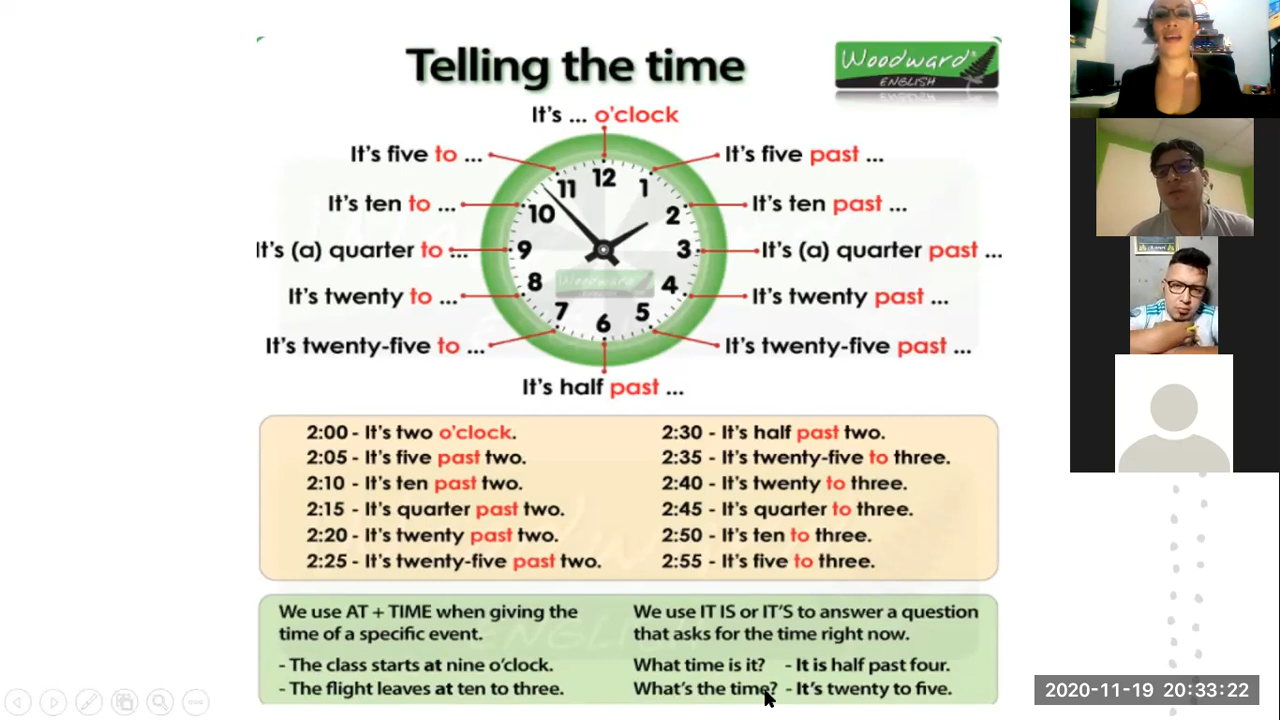 Telling the time
Woodward®
ENGLISH
It's ... o'clock
It's five to ...
It's five past ...
It's ten to ...
It's ten past ...
It's (a) quarter to ...
It's (a) quarter past ...
It's twenty to ...
It's twenty past ...
It's twenty-five to ...
It's twenty-five past ...
It's half past ...
12
1
2
3
4
5
6
7
8
9
10
11
Woodward
2:00 - It's two o'clock.
2:05 - It's five past two.
2:10 - It's ten past two.
2:15 - It's quarter past two.
2:20 - It's twenty past two.
2:25 - It's twenty-five past two.
2:30 - It's half past two.
2:35 - It's twenty-five to three.
2:40 - It's twenty to three.
2:45 - It's quarter to three.
2:50 - It's ten to three.
2:55 - It's five to three.
We use AT + TIME when giving the
time of a specific event.
- The class starts at nine o'clock.
- The flight leaves at ten to three.
We use IT IS or IT'S to answer a question
that asks for the time right now.
What time is it? - It is half past four.
What's the time? - It's twenty to five.
2020-11-19 20:33:22